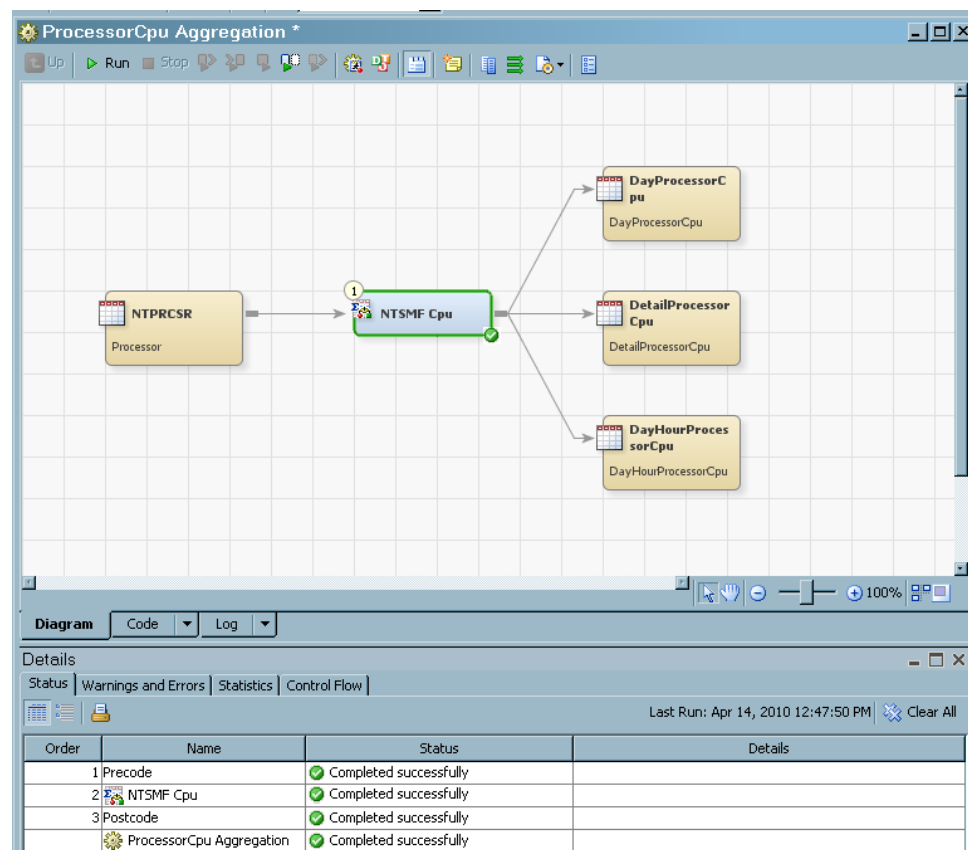 ProcessorCpu Aggregation *
Up Run Stop
DayProcessorC
pu
DayProcessorCpu
1
NTPRCSR
Processor
NTSMF Cpu
DetailProcessor
Cpu
DetailProcessorCpu
DayHourProces
sorCpu
DayHourProcessorCpu
100%
Diagram Code Log
Details
Status Warnings and Errors Statistics Control Flow
Last Run: Apr 14, 2010 12:47:50 PM Clear All
Order Name Status Details
1 Precode Completed successfully
2 NTSMF Cpu Completed successfully
3 Postcode Completed successfully
ProcessorCpu Aggregation Completed successfully